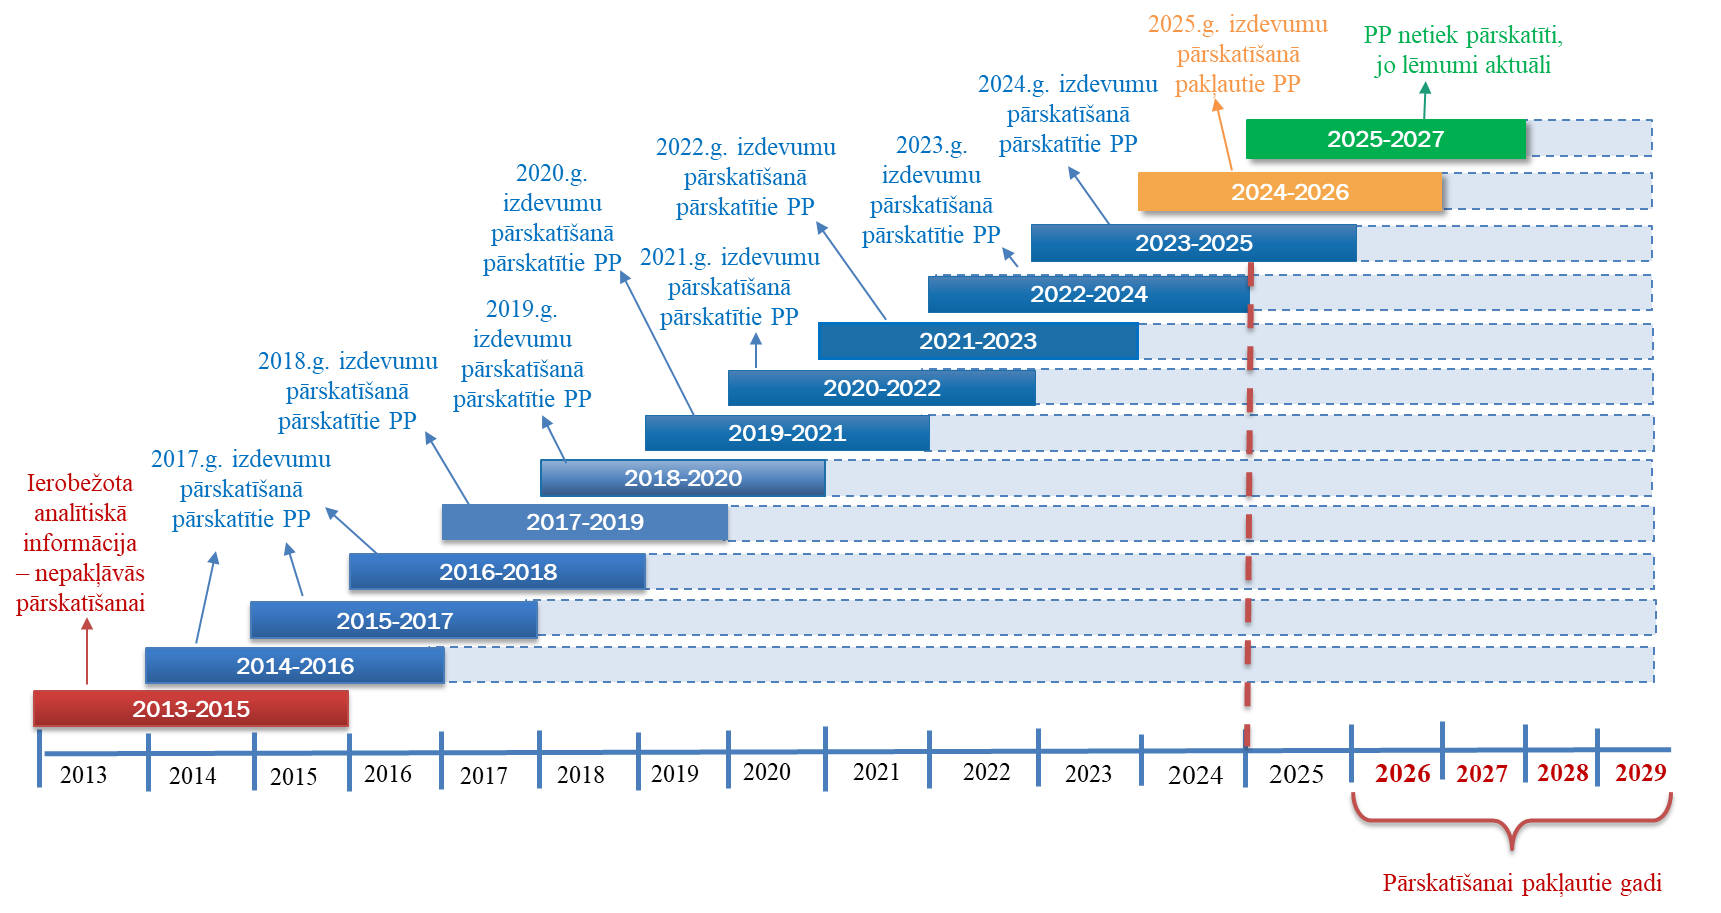 2025.g. izdevumu
pārskatīšanā
pakļautie PP
PP netiek pārskatīti,
jo lēmumi aktuāli
2024.g. izdevumu
pārskatīšanā
pārskatītie PP
2023.g.
izdevumu
pārskatīšanā
pārskatītie PP
2022.g. izdevumu
pārskatīšanā
pārskatītie PP
2020.g.
izdevumu
pārskatīšanā
pārskatītie PP
2021.g. izdevumu
pārskatīšanā
pārskatītie PP
2019.g.
izdevumu
pārskatīšanā
pārskatītie PP
2018.g. izdevumu
pārskatīšanā
pārskatītie PP
2017.g. izdevumu
pārskatīšanā
pārskatītie PP
Ierobežota
analītiskā
informācija
– nepakļāvās
pārskatīšanai
2025-2027
2024-2026
2023-2025
2022-2024
2021-2023
2020-2022
2019-2021
2018-2020
2017-2019
2016-2018
2015-2017
2014-2016
2013-2015
2013 2014 2015 2016 2017 2018 2019 2020 2021 2022 2023 2024 2025 2026 2027 2028 2029
Pārskatīšanai pakļautie gadi